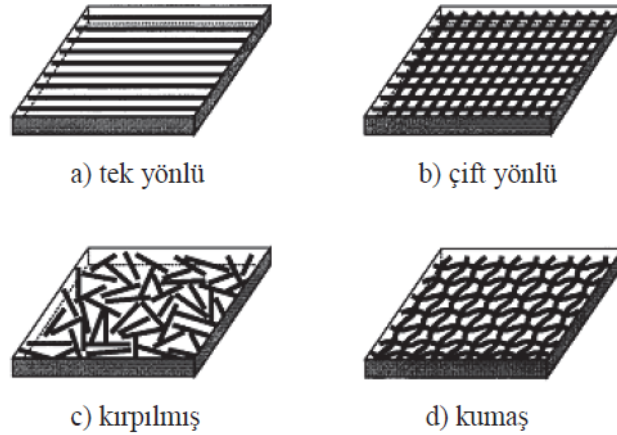 a) tek yönlü
b) çift yönlü
c) kırpılmış
d) kumaş